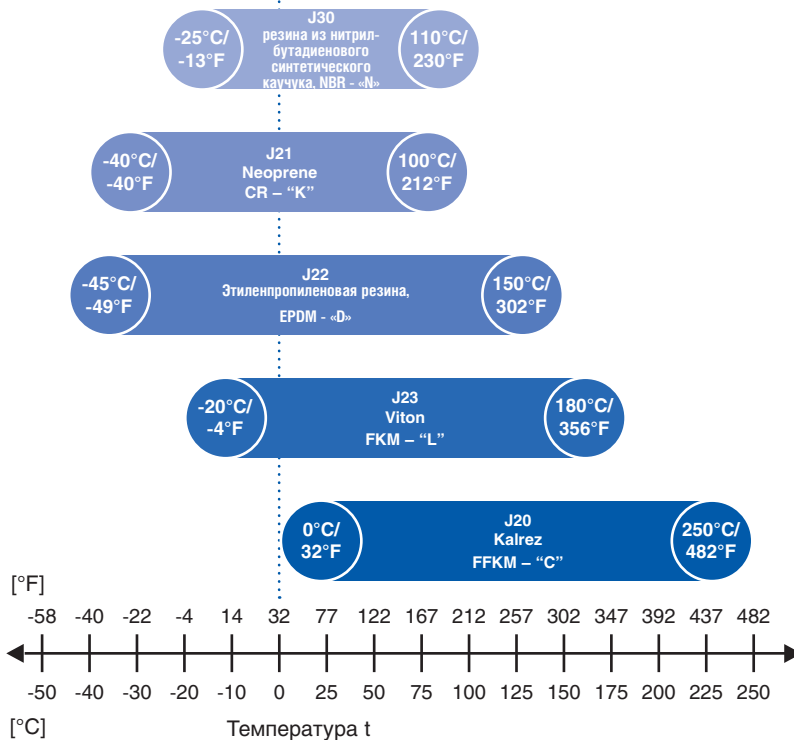 J30
-25°C/
-13°F
резина из нитрил-
бутадиенового
синтетического
каучука, NBR - «N»
110°C/
230°F
-40°C/
-40°F
J21
Neoprene
CR – “K”
100°C/
212°F
-45°C/
-49°F
J22
Этиленпропиленовая резина,
EPDM - «D»
150°C/
302°F
-20°C/
-4°F
J23
Viton
FKM – “L”
180°C/
356°F
0°C/
32°F
J20
Kalrez
FFKM – “C”
250°C/
482°F
[°F]
-58 -40 -22 -4 14 32 77 122 167 212 257 302 347 392 437 482
-50 -40 -30 -20 -10 0 25 50 75 100 125 150 175 200 225 250
[°C] Температура t